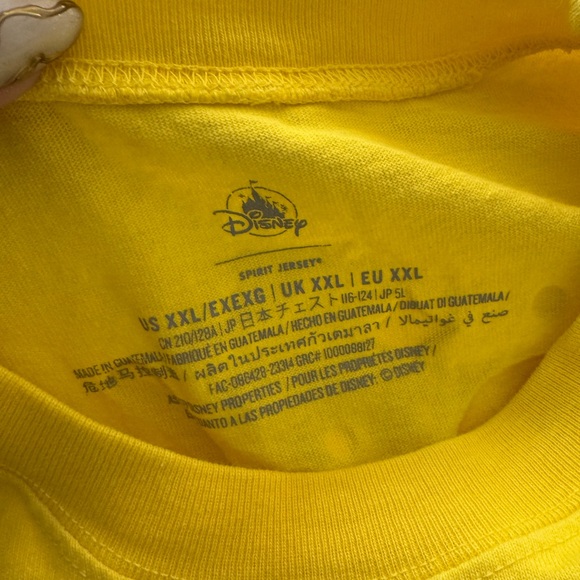 Disney
SPIRIT JERSEY®
US XXL/EXEXG | UK XXL | EU XXL
CN 210/128A | JP 日本 チェスト 116-124 | JP 5L
MADE IN GUATEMALA / FABRIQUÉ EN GUATEMALA / HECHO EN GUATEMALA / DIBUAT DI GUATEMALA /
危地马拉制造 / ผลิตในประเทศกัวเตมาลา / صنع في غواتيمالا
FAC-086428-23314 GRC# 1000068127
DISNEY PROPERTIES / POUR LES PROPRIÉTÉS DISNEY /
TO A LAS PROPIEDADES DE DISNEY: © DISNEY